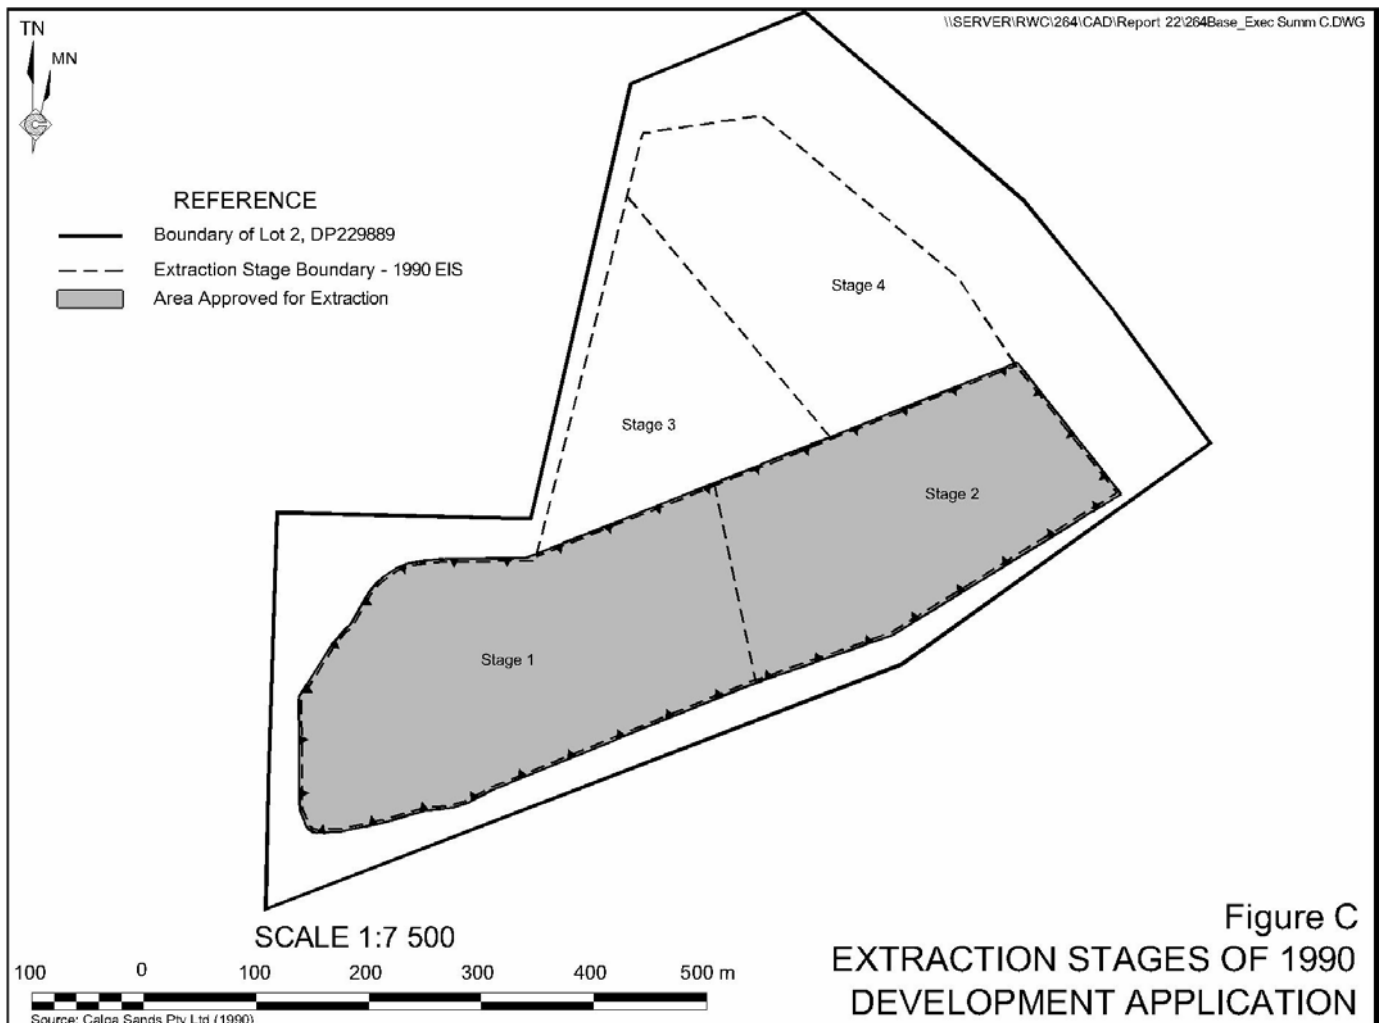 \\SERVER\RWC\264\CAD\Report 22\264Base_Exec Summ C.DWG
TN
MN
REFERENCE
Boundary of Lot 2, DP229889
Extraction Stage Boundary - 1990 EIS
Area Approved for Extraction
Stage 4
Stage 3
Stage 2
Stage 1
SCALE 1:7 500
100 0 100 200 300 400 500 m
Source: Calga Sands Pty Ltd (1990)
Figure C
EXTRACTION STAGES OF 1990
DEVELOPMENT APPLICATION